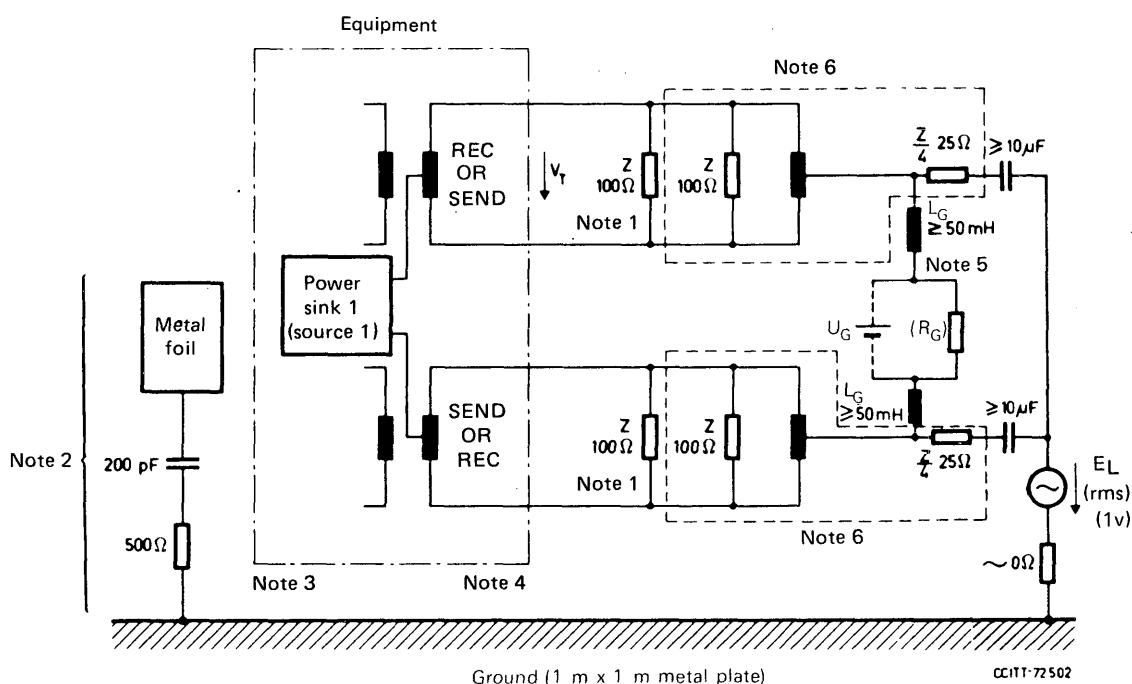 Equipment
Note 6
REC
OR
SEND
V_T
Z
100Ω
Note 1
Z
100Ω
Z/4 25Ω
≥10μF
L_G
≥50mH
Note 5
Power
sink 1
(source 1)
Metal
foil
U_G
(R_G)
Note 2
200 pF
500Ω
SEND
OR
REC
Z
100Ω
Note 1
Z
100Ω
L_G
≥50mH
Z/4 25Ω
≥10μF
Note 6
E_L
(rms)
(1v)
~0Ω
Note 3
Note 4
Ground (1 m x 1 m metal plate)
CCITT-72502